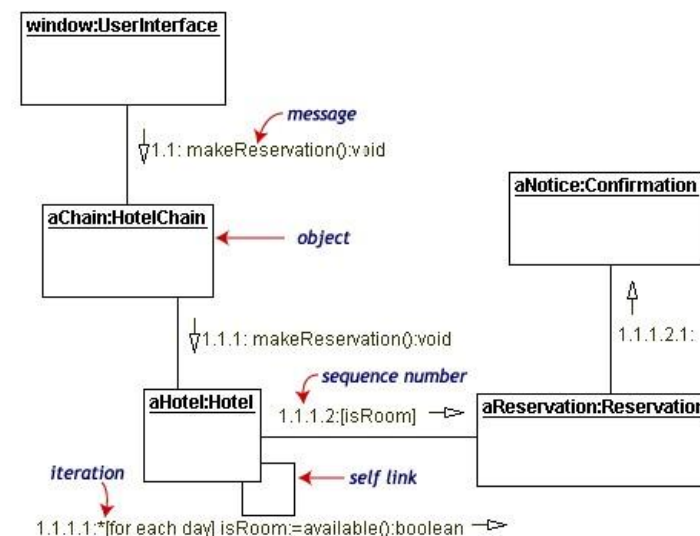 window:UserInterface
message
1.1: makeReservation():void
aNotice:Confirmation
aChain:HotelChain
object
1.1.1.2.1:
1.1.1: makeReservation():void
sequence number
aHotel:Hotel
1.1.1.2:[isRoom]
aReservation:Reservation
iteration
self link
1.1.1.1:*[for each day] isRoom:=available():boolean